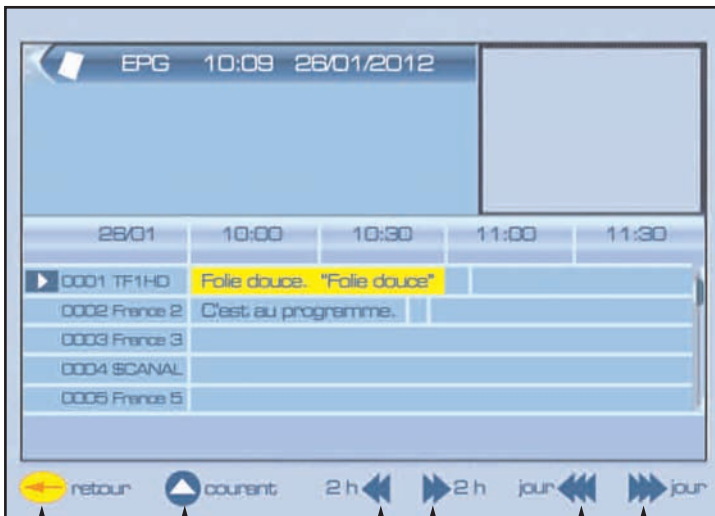 EPG 10:09 26/01/2012
26/01 10:00 10:30 11:00 11:30
0001 TF1HD Folie douce. "Folie douce"
0002 France 2 C'est au programme.
0003 France 3
0004 $CANAL
0005 France 5
retour courant 2 h 2 h jour jour